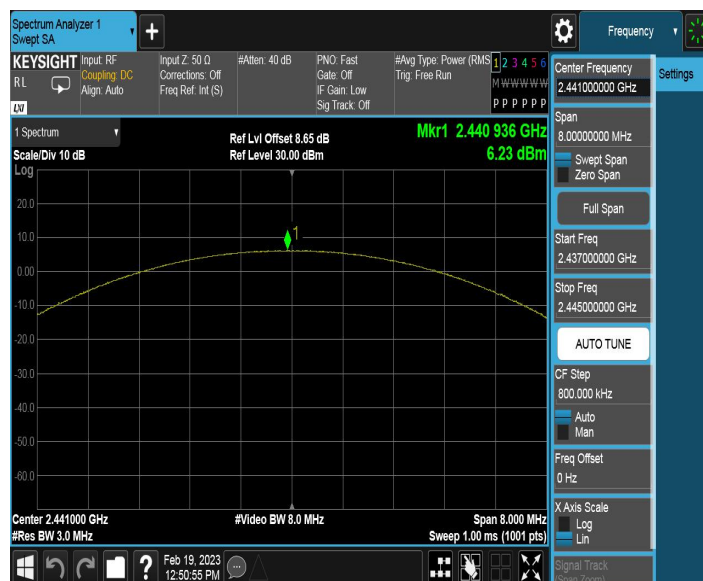 Spectrum Analyzer 1
Swept SA
+
Frequency
KEYSIGHT
RL
LXI
Input: RF
Coupling: DC
Align: Auto
Input Z: 50 Ω
Corrections: Off
Freq Ref: Int (S)
#Atten: 40 dB
PNO: Fast
Gate: Off
IF Gain: Low
Sig Track: Off
#Avg Type: Power (RMS
Trig: Free Run
1 2 3 4 5 6
M W W W W W
P P P P P P
Center Frequency
2.441000000 GHz
Settings
Span
8.00000000 MHz
Swept Span
Zero Span
Full Span
Start Freq
2.437000000 GHz
Stop Freq
2.445000000 GHz
AUTO TUNE
CF Step
800.000 kHz
Auto
Man
Freq Offset
0 Hz
X Axis Scale
Log
Lin
Signal Track
(Span Zoom)
1 Spectrum
Scale/Div 10 dB
Log
Ref Lvl Offset 8.65 dB
Ref Level 30.00 dBm
Mkr1 2.440 936 GHz
6.23 dBm
20.0
10.0
1
0.00
-10.0
-20.0
-30.0
-40.0
-50.0
-60.0
Center 2.441000 GHz
#Res BW 3.0 MHz
#Video BW 8.0 MHz
Span 8.000 MHz
Sweep 1.00 ms (1001 pts)
?
Feb 19, 2023
12:50:55 PM